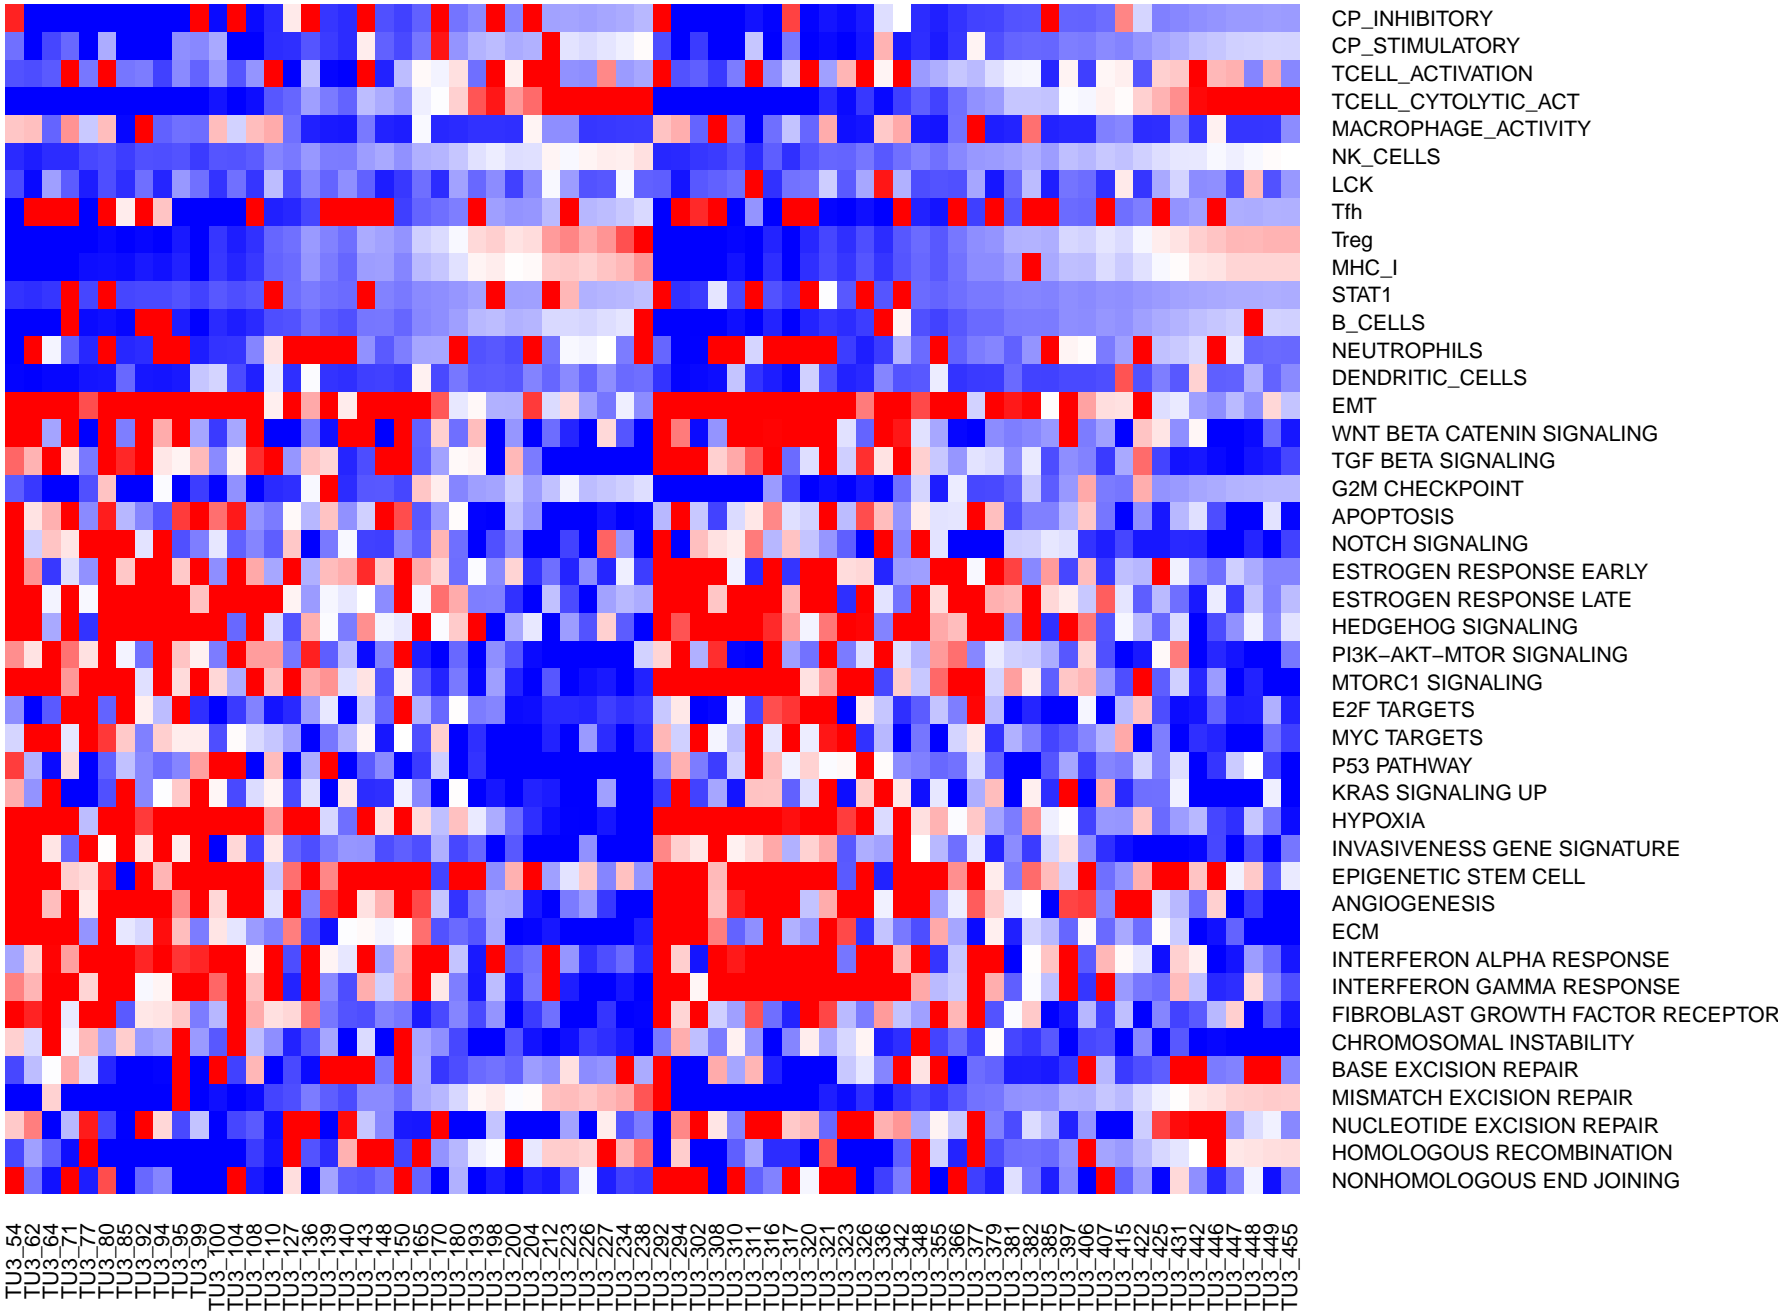 CP_INHIBITORY
CP_STIMULATORY
TCELL_ACTIVATION
TCELL_CYTOLYTIC_ACT
MACROPHAGE_ACTIVITY
NK_CELLS
LCK
Tfh
Treg
MHC_I
STAT1
B_CELLS
NEUTROPHILS
DENDRITIC_CELLS
EMT
WNT BETA CATENIN SIGNALING
TGF BETA SIGNALING
G2M CHECKPOINT
APOPTOSIS
NOTCH SIGNALING
ESTROGEN RESPONSE EARLY
ESTROGEN RESPONSE LATE
HEDGEHOG SIGNALING
PI3K−AKT−MTOR SIGNALING
MTORC1 SIGNALING
E2F TARGETS
MYC TARGETS
P53 PATHWAY
KRAS SIGNALING UP
HYPOXIA
INVASIVENESS GENE SIGNATURE
EPIGENETIC STEM CELL
ANGIOGENESIS
ECM
INTERFERON ALPHA RESPONSE
INTERFERON GAMMA RESPONSE
FIBROBLAST GROWTH FACTOR RECEPTOR
CHROMOSOMAL INSTABILITY
BASE EXCISION REPAIR
MISMATCH EXCISION REPAIR
NUCLEOTIDE EXCISION REPAIR
HOMOLOGOUS RECOMBINATION
NONHOMOLOGOUS END JOINING
TU3_54
TU3_62
TU3_64
TU3_71
TU3_77
TU3_80
TU3_85
TU3_92
TU3_94
TU3_95
TU3_99
TU3_100
TU3_104
TU3_108
TU3_110
TU3_127
TU3_136
TU3_139
TU3_140
TU3_143
TU3_148
TU3_150
TU3_165
TU3_170
TU3_180
TU3_193
TU3_198
TU3_200
TU3_204
TU3_212
TU3_223
TU3_226
TU3_227
TU3_234
TU3_238
TU3_292
TU3_294
TU3_302
TU3_308
TU3_310
TU3_311
TU3_316
TU3_317
TU3_320
TU3_321
TU3_323
TU3_326
TU3_336
TU3_342
TU3_348
TU3_355
TU3_366
TU3_377
TU3_379
TU3_381
TU3_382
TU3_385
TU3_397
TU3_406
TU3_407
TU3_415
TU3_422
TU3_425
TU3_431
TU3_442
TU3_446
TU3_447
TU3_448
TU3_449
TU3_455